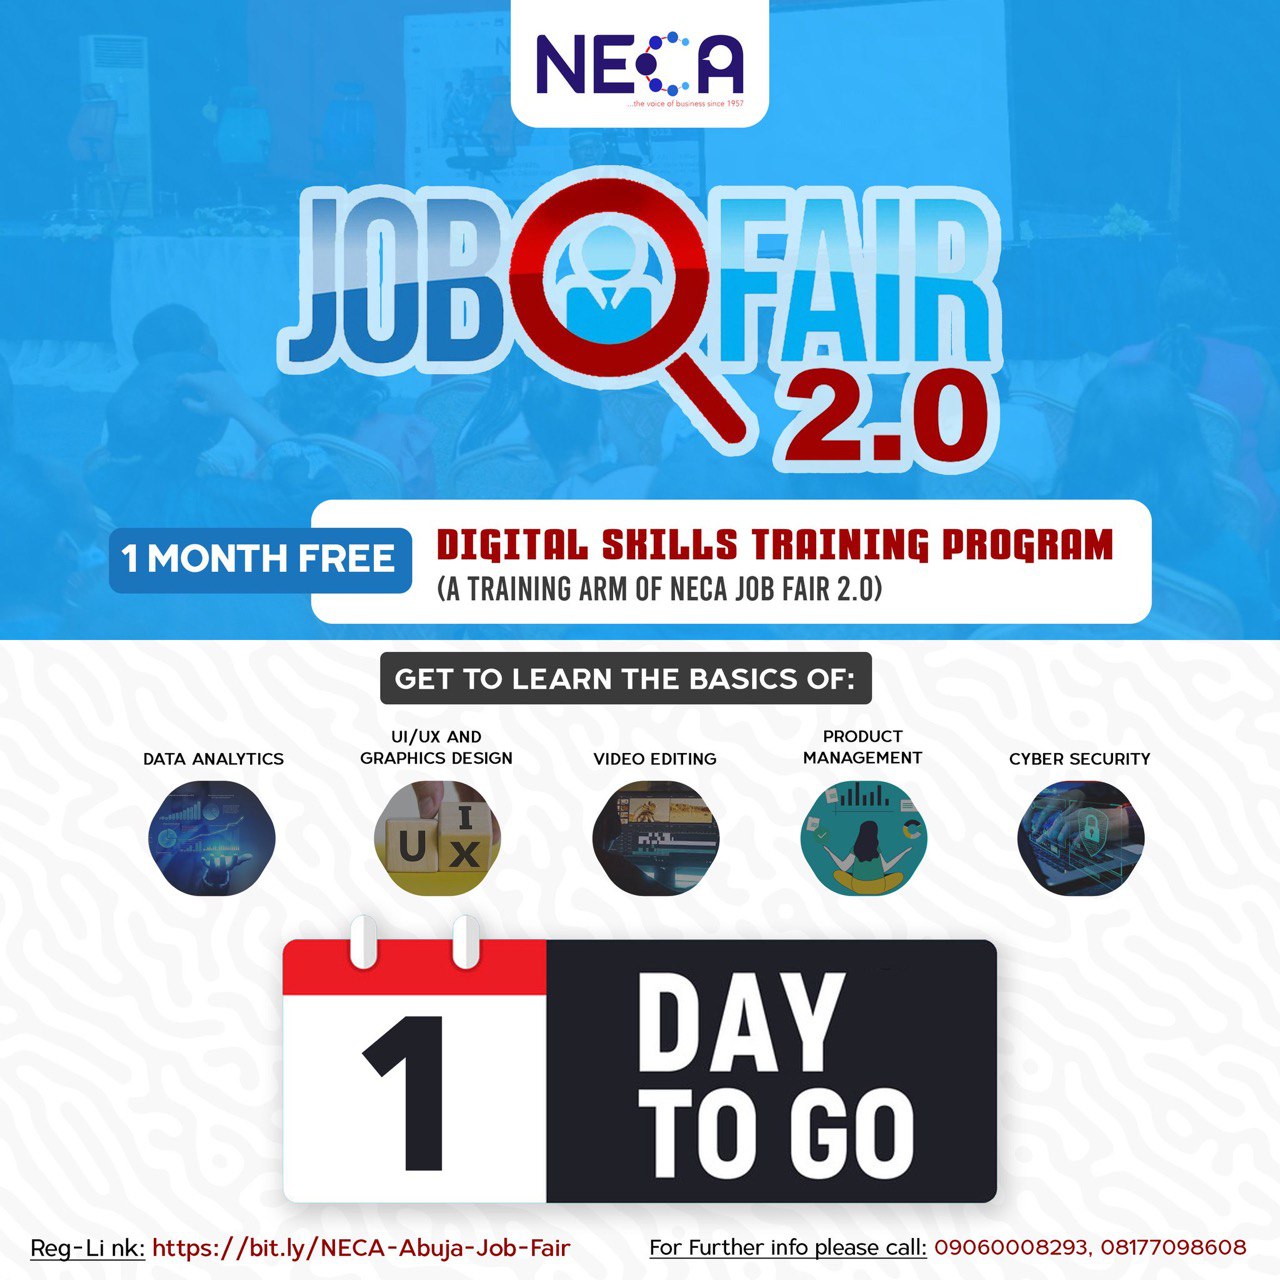 NECA
...the voice of business since 1957
JOB FAIR
2.0
1 MONTH FREE
DIGITAL SKILLS TRAINING PROGRAM
(A TRAINING ARM OF NECA JOB FAIR 2.0)
GET TO LEARN THE BASICS OF:
DATA ANALYTICS
UI/UX AND
GRAPHICS DESIGN
VIDEO EDITING
PRODUCT
MANAGEMENT
CYBER SECURITY
U
I
X
1
DAY
TO GO
Reg-Li nk: https://bit.ly/NECA-Abuja-Job-Fair
For Further info please call: 09060008293, 08177098608